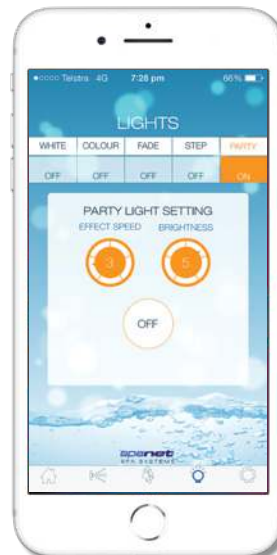 Telstra 4G 7:28 pm 66%
LIGHTS
WHITE COLOUR FADE STEP PARTY
OFF OFF OFF OFF ON
PARTY LIGHT SETTING
EFFECT SPEED BRIGHTNESS
3 5
OFF
spanet
SPA SYSTEMS